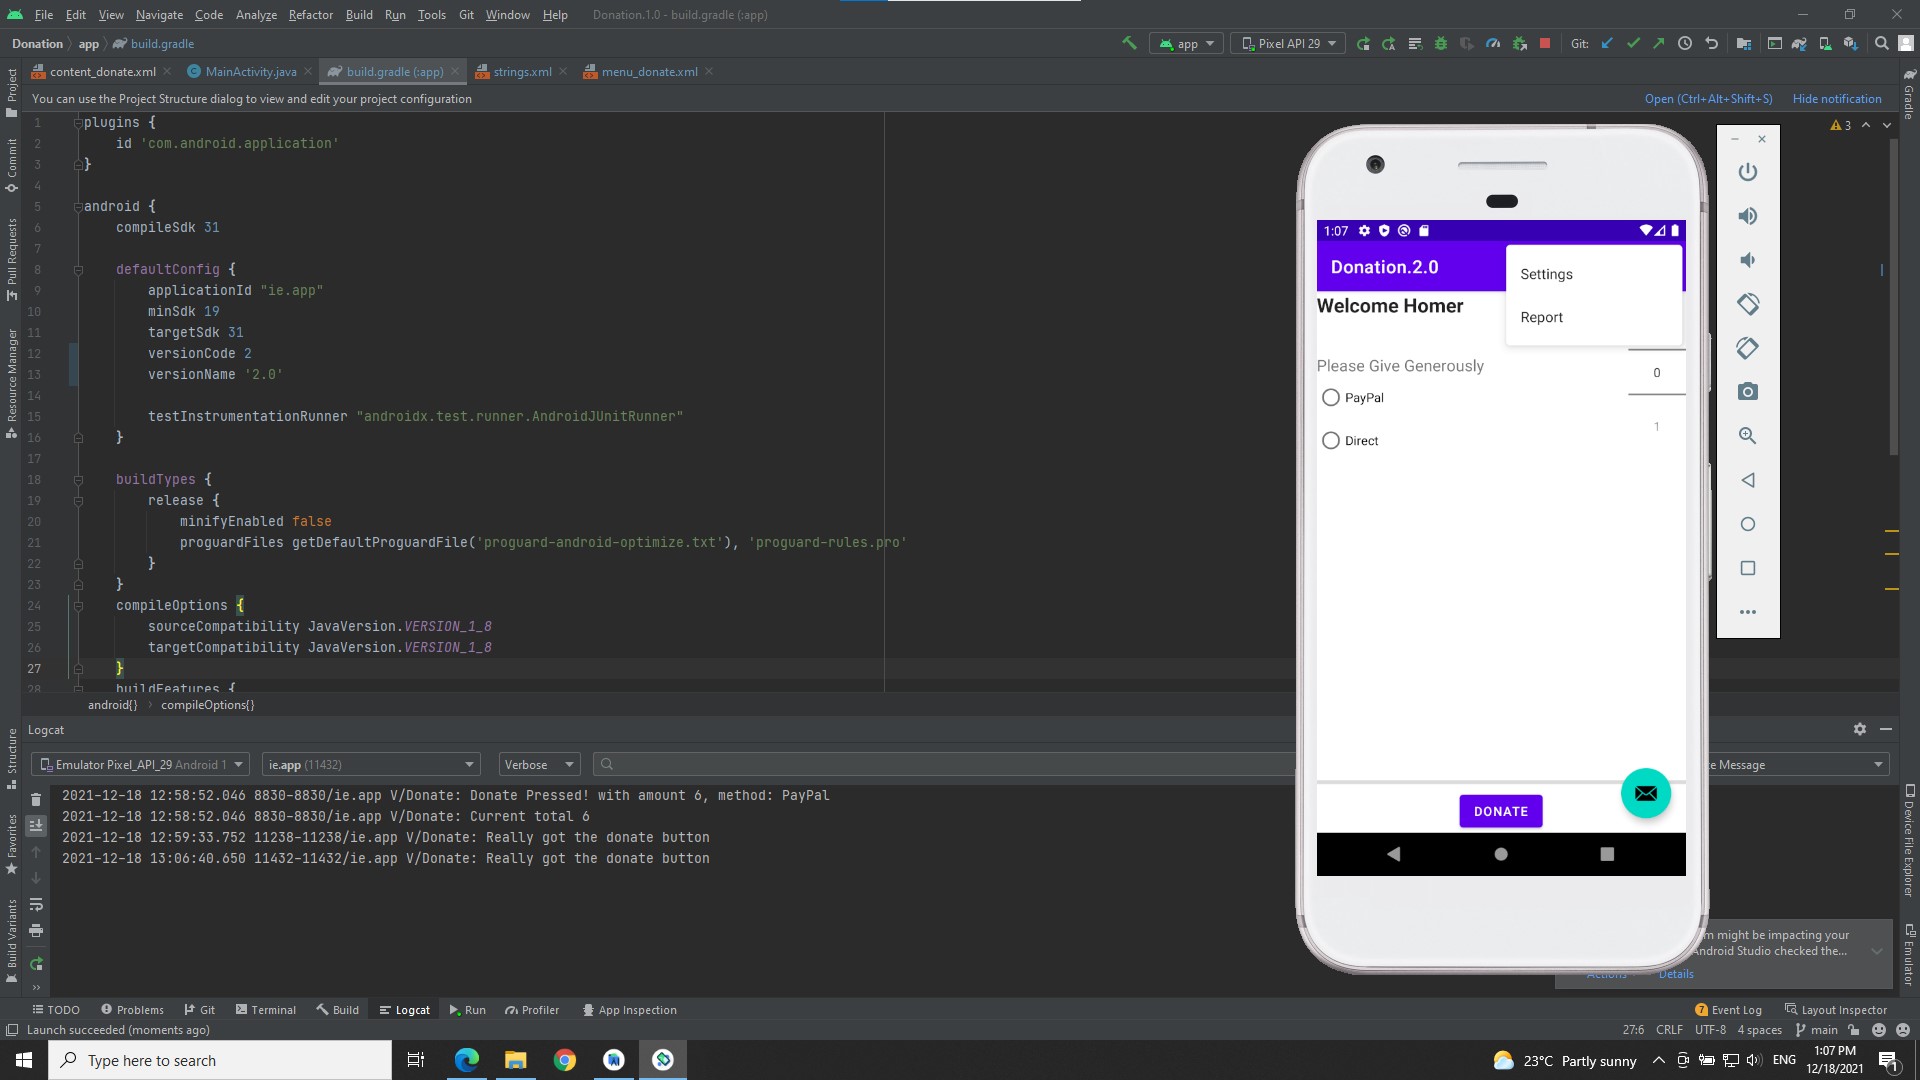 File Edit View Navigate Code Analyze Refactor Build Run Tools Git Window Help Donation.1.0 - build.gradle (:app)
Donation app build.gradle
app Pixel API 29 Git:
content_donate.xml MainActivity.java build.gradle (:app) strings.xml menu_donate.xml
You can use the Project Structure dialog to view and edit your project configuration
Open (Ctrl+Alt+Shift+S) Hide notification
Project
Commit
Pull Requests
Resource Manager
Structure
Favorites
Build Variants
Gradle
Device File Explorer
Emulator
3
1 plugins {
2 id 'com.android.application'
3 }
4
5 android {
6 compileSdk 31
7
8 defaultConfig {
9 applicationId "ie.app"
10 minSdk 19
11 targetSdk 31
12 versionCode 2
13 versionName '2.0'
14
15 testInstrumentationRunner "androidx.test.runner.AndroidJUnitRunner"
16 }
17
18 buildTypes {
19 release {
20 minifyEnabled false
21 proguardFiles getDefaultProguardFile('proguard-android-optimize.txt'), 'proguard-rules.pro'
22 }
23 }
24 compileOptions {
25 sourceCompatibility JavaVersion.VERSION_1_8
26 targetCompatibility JavaVersion.VERSION_1_8
27 }
28 buildFeatures {
android{} compileOptions{}
1:07
Donation.2.0
Settings
Report
Welcome Homer
Please Give Generously
0
PayPal
1
Direct
DONATE
Logcat
Emulator Pixel_API_29 Android 1 ie.app (11432) Verbose
e Message
2021-12-18 12:58:52.046 8830-8830/ie.app V/Donate: Donate Pressed! with amount 6, method: PayPal
2021-12-18 12:58:52.046 8830-8830/ie.app V/Donate: Current total 6
2021-12-18 12:59:33.752 11238-11238/ie.app V/Donate: Really got the donate button
2021-12-18 13:06:40.650 11432-11432/ie.app V/Donate: Really got the donate button
m might be impacting your
Android Studio checked the...
Actions Details
TODO Problems Git Terminal Build Logcat Run Profiler App Inspection
7 Event Log Layout Inspector
Launch succeeded (moments ago)
27:6 CRLF UTF-8 4 spaces main
Type here to search
23°C Partly sunny ENG 1:07 PM
12/18/2021
1